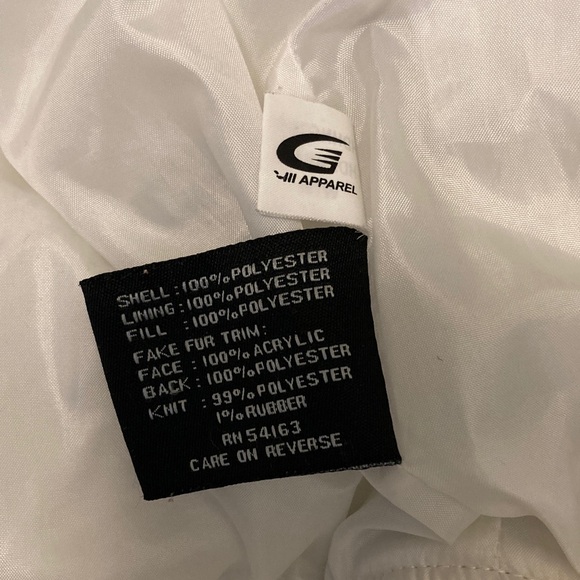 G
-III APPAREL
SHELL : 100% POLYESTER
LINING : 100% POLYESTER
FILL : 100% POLYESTER
FAKE FUR TRIM:
FACE : 100% ACRYLIC
BACK : 100% POLYESTER
KNIT : 99% POLYESTER
1% RUBBER
RN 54163
CARE ON REVERSE